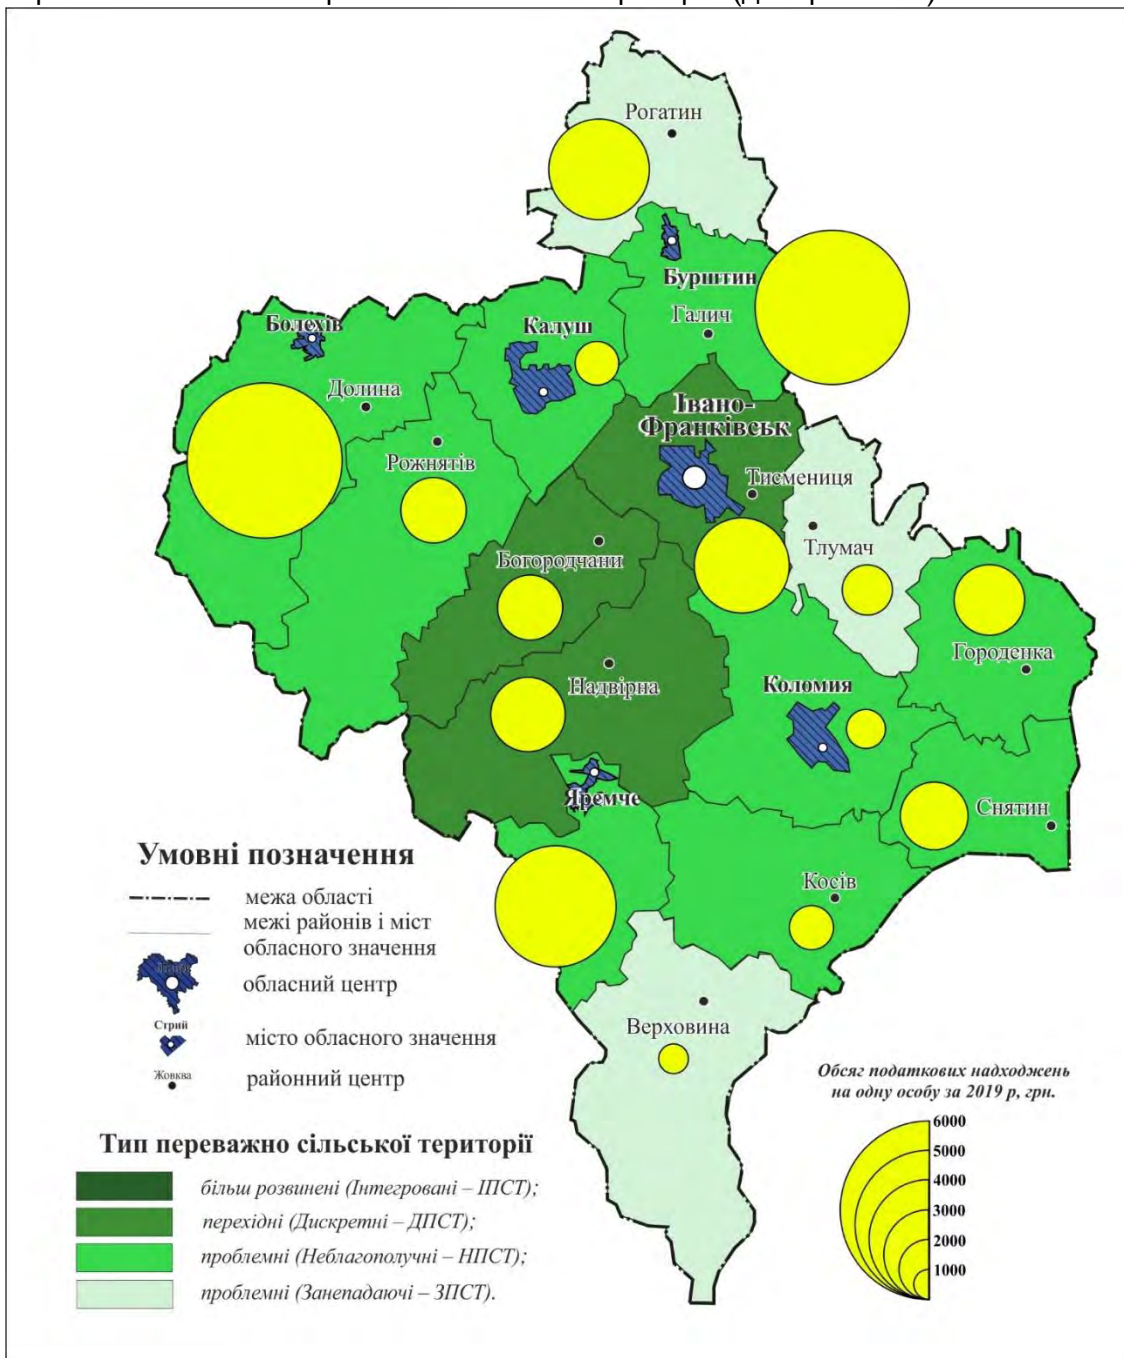 Рогатин
Бурштин
Галич
Болехів
Калуш
Долина
Івано-
Франківськ
Рожнятів
Тисмениця
Тлумач
Богородчани
Городенка
Надвірна
Коломия
Яремче
Снятин
Косів
Верховина
Умовні позначення
межа області
межі районів і міст
обласного значення
обласний центр
Стрий
місто обласного значення
Жовква
районний центр
Тип переважно сільської території
більш розвинені (Інтегровані – ІПСТ);
перехідні (Дискретні – ДПСТ);
проблемні (Неблагополучні – НПСТ);
проблемні (Занепадаючі – ЗПСТ).
Обсяг податкових надходжень
на одну особу за 2019 р, грн.
6000
5000
4000
3000
2000
1000